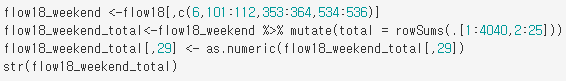 flow18_weekend <-flow18[,c(6,101:112,353:364,534:536)]
flow18_weekend_total<-flow18_weekend %>% mutate(total = rowSums(.[1:4040,2:25]))
flow18_weekend_total[,29] <- as.numeric(flow18_weekend_total[,29])
str(flow18_weekend_total)